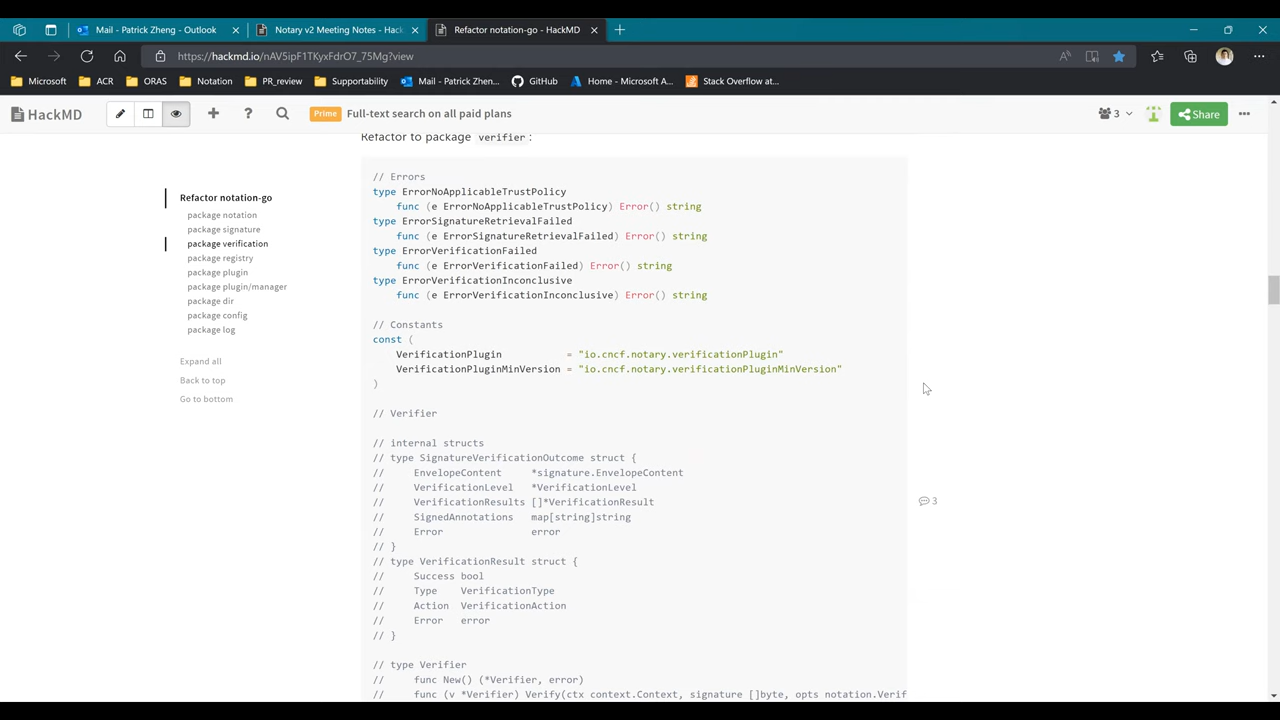 Mail - Patrick Zheng - Outlook
Notary v2 Meeting Notes - Hac
Refactor notation-go - HackMD
https://hackmd.io/nAV5ipF1TKyxFdrO7_75Mg?view
Microsoft
ACR
ORAS
Notation
PR_review
Supportability
Mail - Patrick Zhen...
GitHub
Home - Microsoft A...
Stack Overflow at...
HackMD
Prime
Full-text search on all paid plans
3
Share
Refactor to package verifier:
Refactor notation-go
package notation
package signature
package verification
package registry
package plugin
package plugin/manager
package dir
package config
package log
Expand all
Back to top
Go to bottom
// Errors
type ErrorNoApplicableTrustPolicy
func (e ErrorNoApplicableTrustPolicy) Error() string
type ErrorSignatureRetrievalFailed
func (e ErrorSignatureRetrievalFailed) Error() string
type ErrorVerificationFailed
func (e ErrorVerificationFailed) Error() string
type ErrorVerificationInconclusive
func (e ErrorVerificationInconclusive) Error() string
// Constants
const (
VerificationPlugin = "io.cncf.notary.verificationPlugin"
VerificationPluginMinVersion = "io.cncf.notary.verificationPluginMinVersion"
)
// Verifier
// internal structs
// type SignatureVerificationOutcome struct {
// EnvelopeContent *signature.EnvelopeContent
// VerificationLevel *VerificationLevel
// VerificationResults []*VerificationResult
// SignedAnnotations map[string]string
// Error error
// }
// type VerificationResult struct {
// Success bool
// Type VerificationType
// Action VerificationAction
// Error error
// }
// type Verifier
// func New() (*Verifier, error)
// func (v *Verifier) Verify(ctx context.Context, signature []byte, opts notation.Verif
3